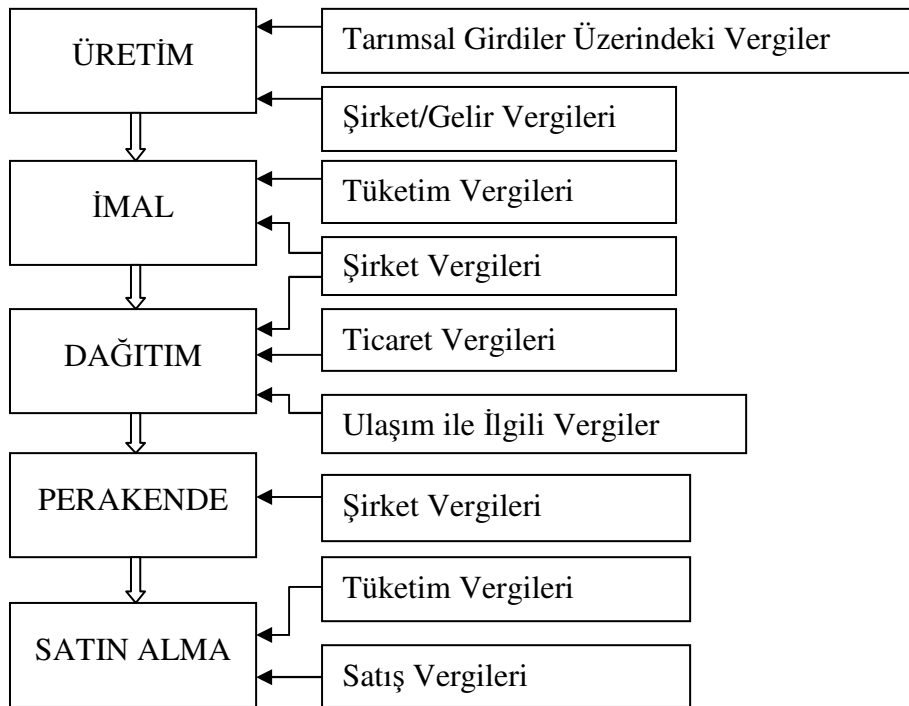 ÜRETİM
Tarımsal Girdiler Üzerindeki Vergiler
Şirket/Gelir Vergileri
İMAL
Tüketim Vergileri
Şirket Vergileri
DAĞITIM
Ticaret Vergileri
Ulaşım ile İlgili Vergiler
PERAKENDE
Şirket Vergileri
SATIN ALMA
Tüketim Vergileri
Satış Vergileri